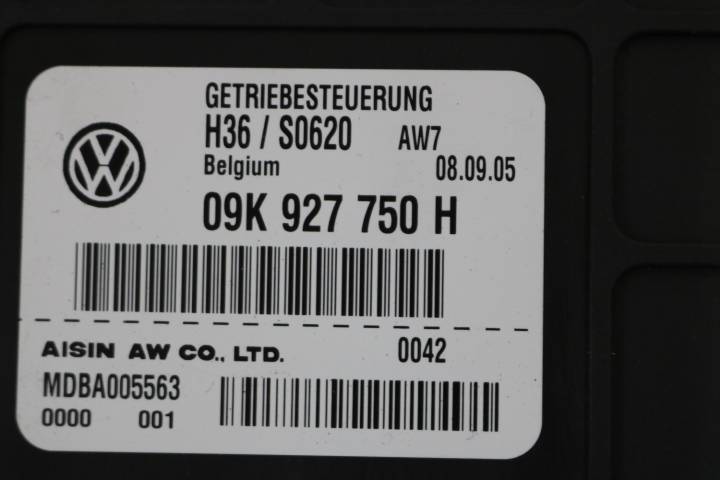 GETRIEBESTEUERUNG
H36 / S0620 AW7
Belgium 08.09.05
09K 927 750 H
AISIN AW CO., LTD. 0042
MDBA005563
0000 001